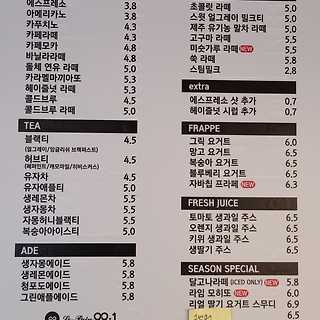 에스프레소 3.8
아메리카노 3.8
카푸치노 4.3
카페라떼 4.3
카페모카 4.8
바닐라라떼 4.8
돌체 연유 라떼 5.0
카라멜마끼아또 5.3
헤이즐넛 라떼 5.3
콜드브루 4.5
콜드브루 라떼 5.0
TEA
블랙티 4.5
(얼그레이/잉글리쉬 브랙퍼스트)
허브티 4.5
(페퍼민트/캐모마일/히비스커스)
유자차 4.5
유자애플티 5.0
생레몬차 5.5
생자몽차 5.5
자몽허니블랙티 5.5
복숭아아이스티 5.0
ADE
생자몽에이드 5.8
생레몬에이드 5.8
청포도에이드 5.8
그린애플에이드 5.8
99.1
초콜릿 라떼 5.0
스윗 얼그레이 밀크티 5.0
제주 유기농 말차 라떼 5.0
고구마 라떼 5.5
미숫가루 라떼 NEW 5.5
쑥 라떼 5.5
스팀밀크 2.8
extra
에스프레소 샷 추가 0,7
헤이즐넛 시럽 추가 0,7
FRAPPE
그릭 요거트 6.0
망고 요거트 6.5
복숭아 요거트 6.5
블루베리 요거트 6.5
자바칩 프라페 NEW 6.3
FRESH JUICE
토마토 생과일 주스 6.5
오렌지 생과일 주스 6.5
키위 생과일 주스 6.5
생딸기 주스 6.5
SEASON SPECIAL
달고나라떼 (ICED ONLY) NEW 5.8
라임 모히또 NEW 6.0
리얼 딸기 요거트 스무디 6.9
6.5